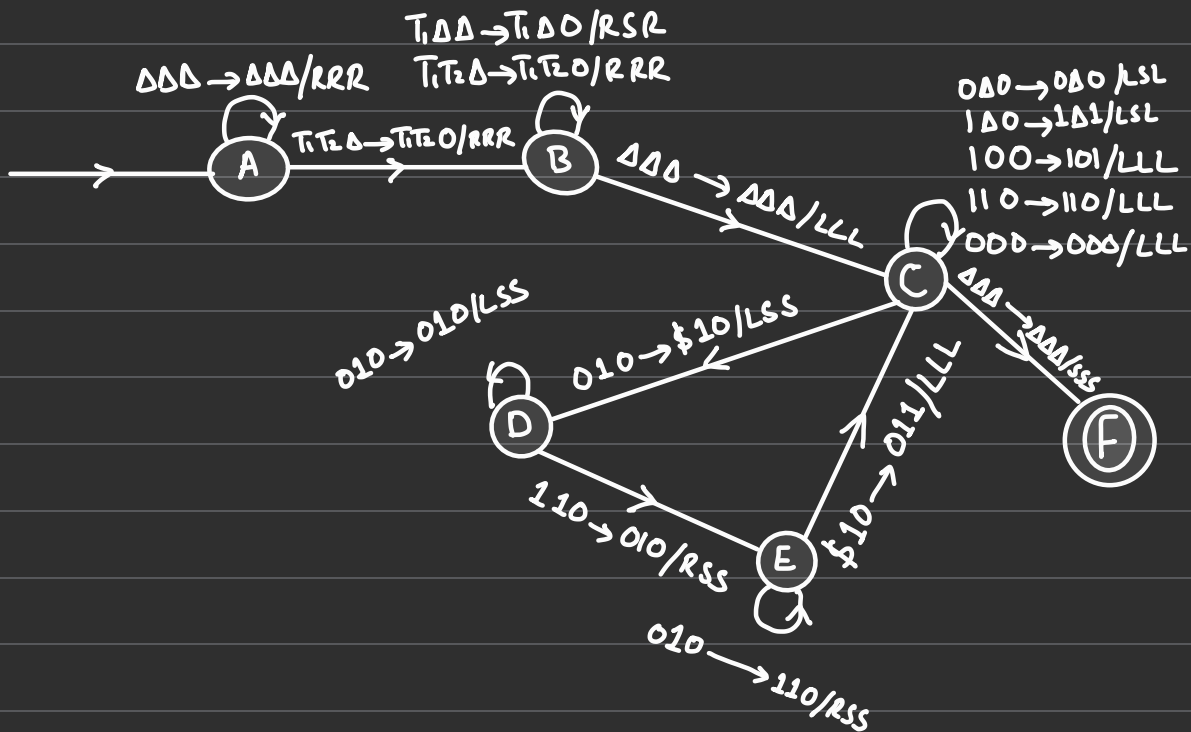 T₁ΔΔ→T₁Δ0/RSR
T₁T₂Δ→T₁T₂0/RRR
ΔΔΔ→ΔΔΔ/RRR
A
T₁T₂Δ→T₁T₂0/RRR
B
ΔΔΔ→ΔΔΔ/LLL
0Δ0→0Δ0/LSL
1Δ0→1Δ1/LSL
100→101/LLL
110→110/LLL
000→000/LLL
C
ΔΔΔ→ΔΔΔ/SSS
F
010→010/LSS
010→$10/LSS
D
110→010/RSS
E
$10→011/LLL
010→110/RSS